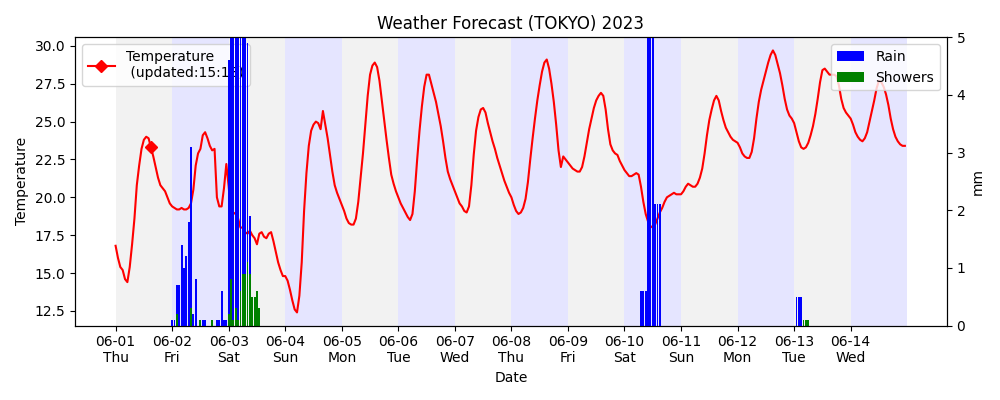 Weather Forecast (TOKYO) 2023
30.0
27.5
25.0
22.5
20.0
17.5
15.0
12.5
Temperature
Temperature
Rain
Showers
5
4
3
2
1
0
mm
06-01
Thu
06-02
Fri
06-03
Sat
06-04
Sun
06-05
Mon
06-06
Tue
06-07
Wed
06-08
Thu
06-09
Fri
06-10
Sat
06-11
Sun
06-12
Mon
06-13
Tue
06-14
Wed
Date